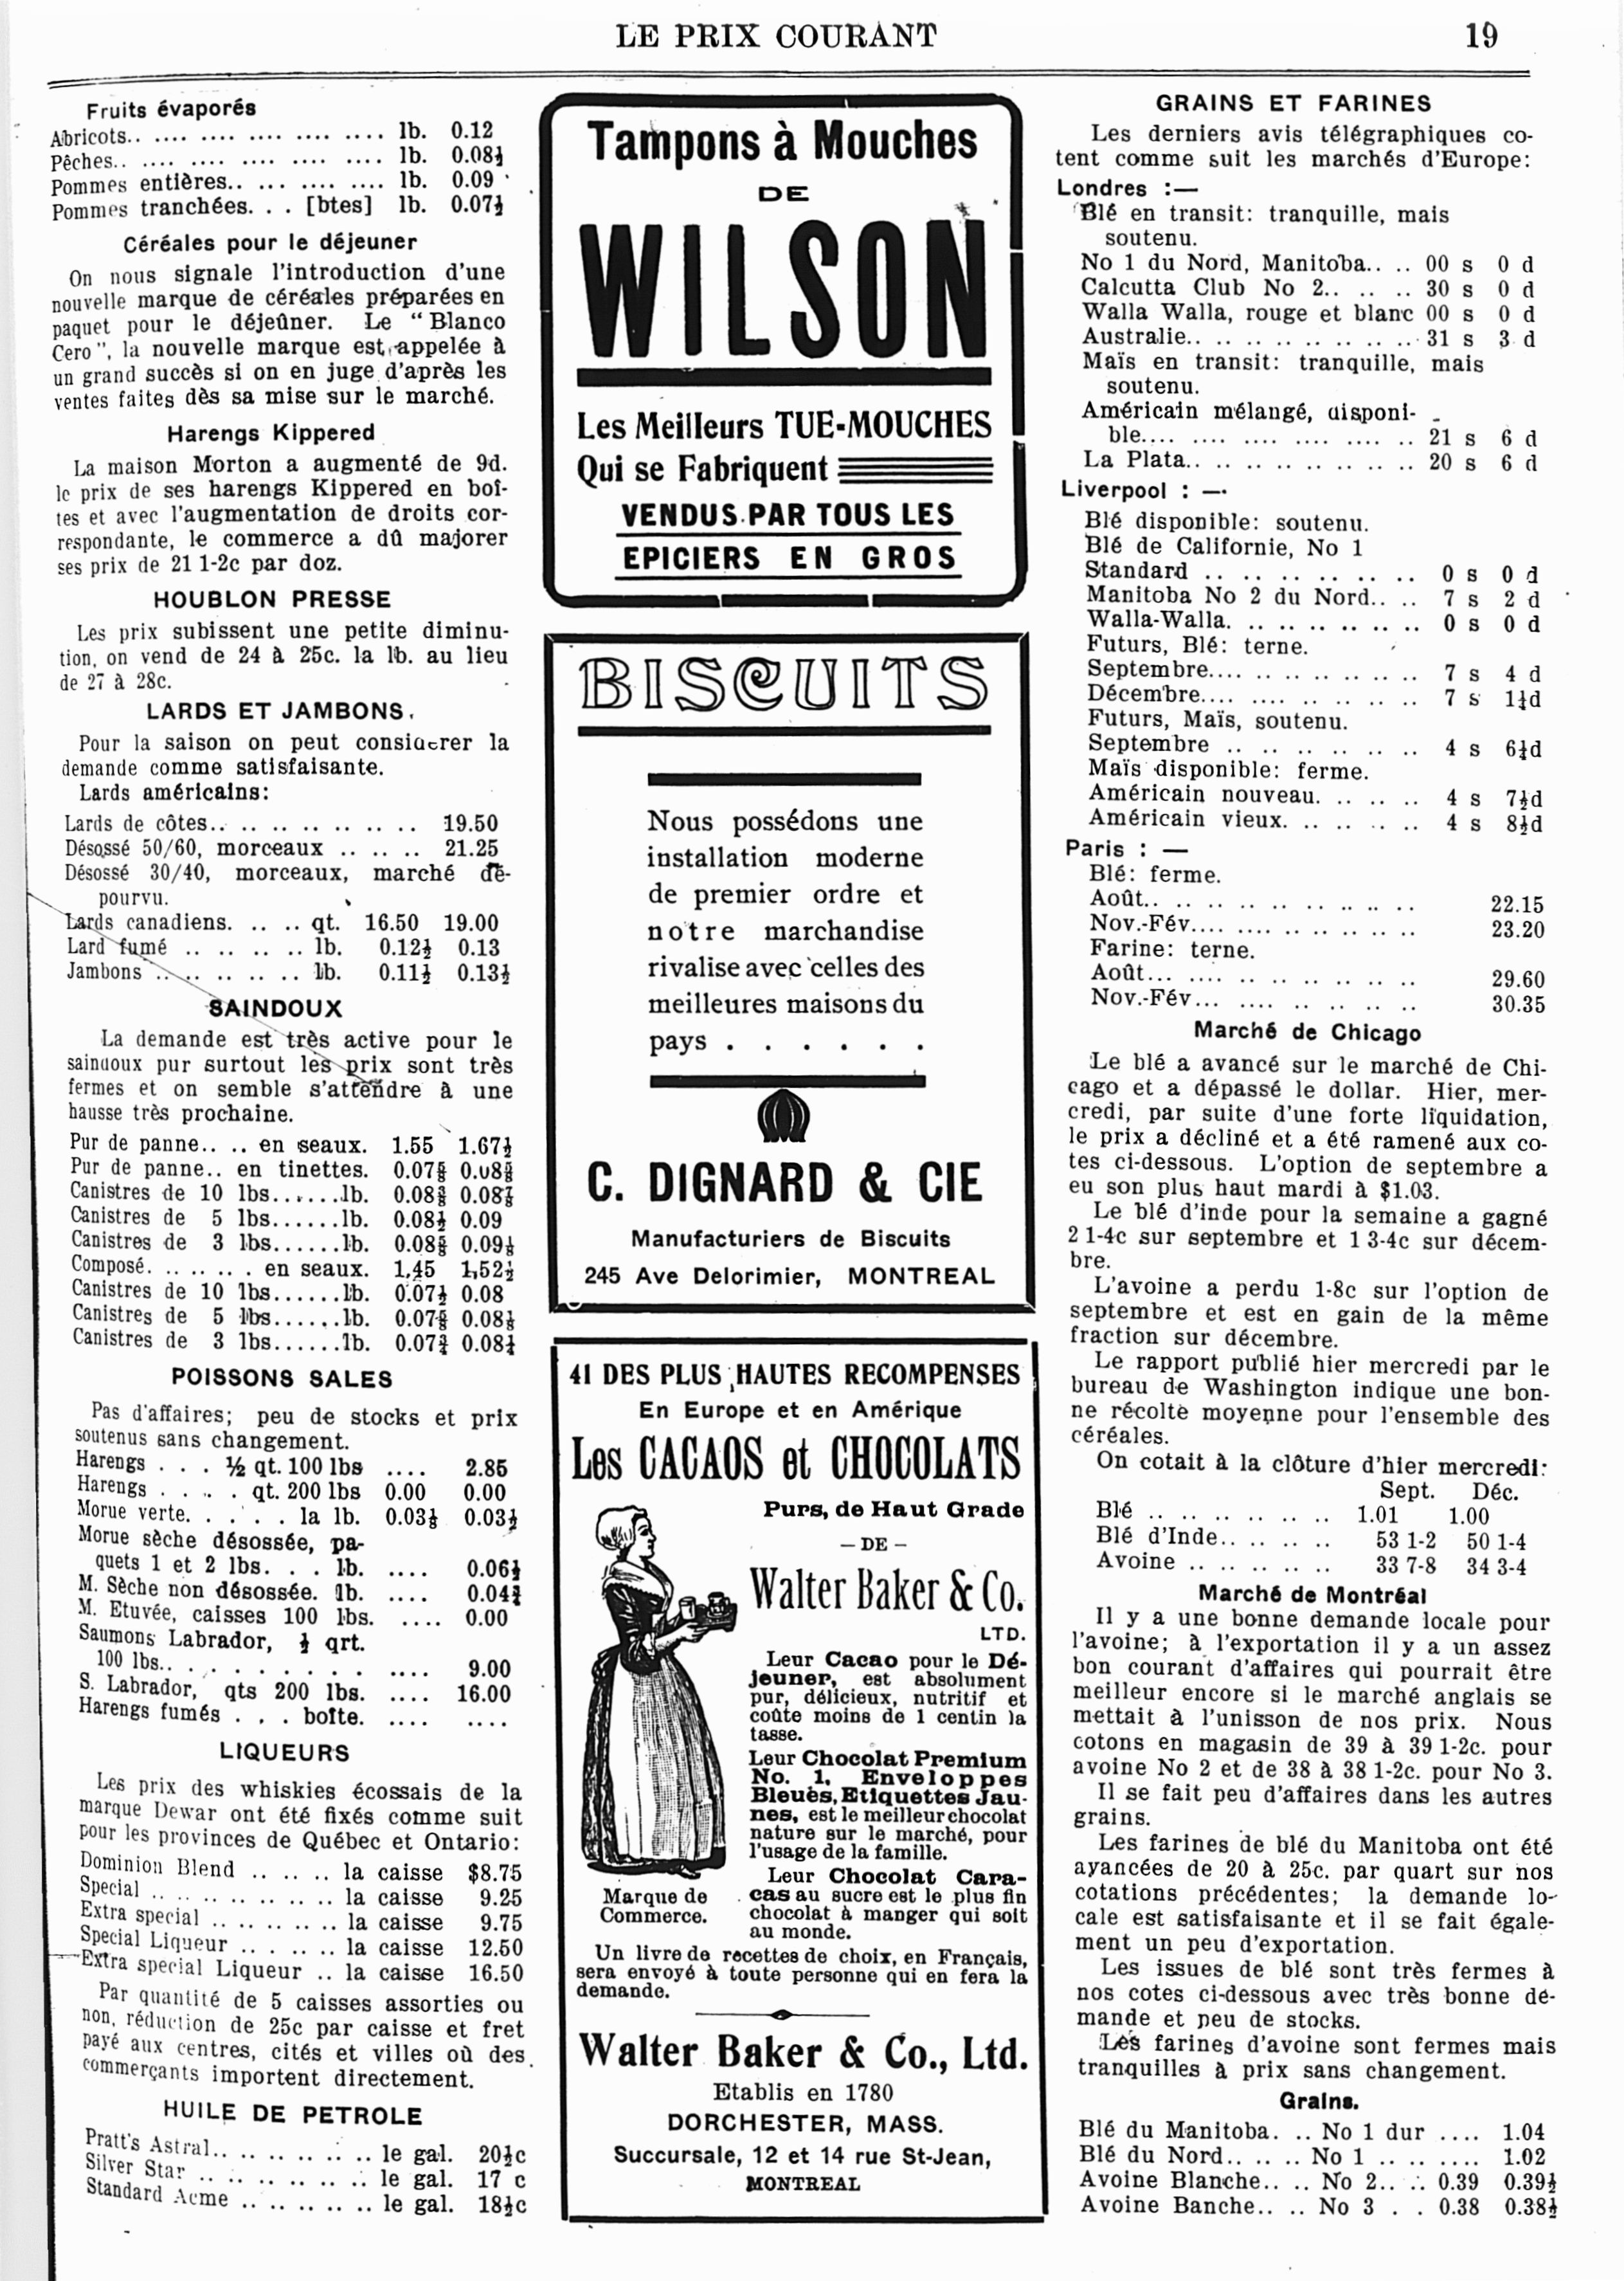 LE PRIX COURANT
19
Fruits évaporés
Abricots.. .... .... .... .... .... lb. 0.12
Pêches.. .... .... .... .... .... lb. 0.08½
Pommes entières.. ... .... .... lb. 0.09
Pommes tranchées. . . [btes] lb. 0.07½
Céréales pour le déjeuner
On nous signale l'introduction d'une
nouvelle marque de céréales préparées en
paquet pour le déjeûner. Le "Blanco
Cero", la nouvelle marque est appelée à
un grand succès si on en juge d'après les
ventes faites dès sa mise sur le marché.
Harengs Kippered
La maison Morton a augmenté de 9d.
le prix de ses harengs Kippered en boî-
tes et avec l'augmentation de droits cor-
respondante, le commerce a dû majorer
ses prix de 21 1-2c par doz.
HOUBLON PRESSE
Les prix subissent une petite diminu-
tion, on vend de 24 à 25c. la lb. au lieu
de 27 à 28c.
LARDS ET JAMBONS.
Pour la saison on peut considerer la
demande comme satisfaisante.
Lards américains:
Lards de côtes.. .. .. .. .. .. .. .. 19.50
Désossé 50/60, morceaux .. .. .. 21.25
Désossé 30/40, morceaux, marché dé-
pourvu.
Lards canadiens. .. .. qt. 16.50 19.00
Lard fumé .. .. .. .. .. lb. 0.12½ 0.13
Jambons .. .. .. .. .. .. lb. 0.11½ 0.13½
SAINDOUX
La demande est très active pour le
saindoux pur surtout les prix sont très
fermes et on semble s'attendre à une
hausse très prochaine.
Pur de panne.. .. en seaux. 1.55 1.67½
Pur de panne.. en tinettes. 0.07⅝ 0.08⅜
Canistres de 10 lbs......lb. 0.08⅜ 0.08⅞
Canistres de 5 lbs......lb. 0.08½ 0.09
Canistres de 3 lbs......lb. 0.08⅝ 0.09⅛
Composé. .. .. .. . en seaux. 1.45 1,52½
Canistres de 10 lbs......lb. 0.07½ 0.08
Canistres de 5 lbs......lb. 0.07⅝ 0.08⅛
Canistres de 3 lbs......lb. 0.07¾ 0.08¼
POISSONS SALES
Pas d'affaires; peu de stocks et prix
soutenus sans changement.
Harengs . . . ½ qt. 100 lbs .... 2.85
Harengs . . . . qt. 200 lbs 0.00 0.00
Morue verte. . . . . la lb. 0.03⅜ 0.03½
Morue sèche désossée, pa-
quets 1 et 2 lbs. . . lb. .... 0.06½
M. Sèche non désossée. lb. .... 0.04¾
M. Etuvée, caisses 100 lbs. .... 0.00
Saumons Labrador, ½ qrt.
100 lbs.. . . . . . . . . .... 9.00
S. Labrador, qts 200 lbs. .... 16.00
Harengs fumés . . . boîte. .... ....
LIQUEURS
Les prix des whiskies écossais de la
marque Dewar ont été fixés comme suit
pour les provinces de Québec et Ontario:
Dominion Blend .. .. .. la caisse $8.75
Special .. .. .. .. .. .. .. la caisse 9.25
Extra special .. .. .. .. .. la caisse 9.75
Special Liqueur .. . .. .. la caisse 12.50
Extra special Liqueur .. la caisse 16.50
Par quantité de 5 caisses assorties ou
non, réduction de 25c par caisse et fret
payé aux centres, cités et villes où des
commerçants importent directement.
HUILE DE PETROLE
Pratt's Astral.. .. .. .. .. .. le gal. 20½c
Silver Star .. .. .. .. .. .. .. le gal. 17 c
Standard Acme .. .. .. .. .. le gal. 18½c
Tampons à Mouches
DE
WILSON
Les Meilleurs TUE-MOUCHES
Qui se Fabriquent
VENDUS PAR TOUS LES
EPICIERS EN GROS
BISCUITS
Nous possédons une
installation moderne
de premier ordre et
notre marchandise
rivalise avec celles des
meilleures maisons du
pays . . . . . .
C. DIGNARD & CIE
Manufacturiers de Biscuits
245 Ave Delorimier, MONTREAL
41 DES PLUS HAUTES RECOMPENSES
En Europe et en Amérique
Les CACAOS et CHOCOLATS
Purs, de Haut Grade
— DE —
Walter Baker & Co.
LTD.
Leur Cacao pour le Dé-
jeuner, est absolument
pur, délicieux, nutritif et
coûte moins de 1 centin la
tasse.
Leur Chocolat Premium
No. 1, Enveloppes
Bleues, Etiquettes Jau-
nes, est le meilleur chocolat
nature sur le marché, pour
l'usage de la famille.
Leur Chocolat Cara-
cas au sucre est le plus fin
chocolat à manger qui soit
au monde.
Marque de
Commerce.
Un livre de recettes de choix, en Français,
sera envoyé à toute personne qui en fera la
demande.
Walter Baker & Co., Ltd.
Etablis en 1780
DORCHESTER, MASS.
Succursale, 12 et 14 rue St-Jean,
MONTREAL
GRAINS ET FARINES
Les derniers avis télégraphiques co-
tent comme suit les marchés d'Europe:
Londres :—
Blé en transit: tranquille, mais
soutenu.
No 1 du Nord, Manitoba.. .. 00 s 0 d
Calcutta Club No 2.. .. .. 30 s 0 d
Walla Walla, rouge et blanc 00 s 0 d
Australie.. .. .. .. .. .. .. .. 31 s 3 d
Maïs en transit: tranquille, mais
soutenu.
Américain mélangé, disponi-
ble.... .... .... .... .... .. 21 s 6 d
La Plata.. .. .. .. .. .. .. .. 20 s 6 d
Liverpool : —
Blé disponible: soutenu.
Blé de Californie, No 1
Standard .. .. .. .. .. .. .. 0 s 0 d
Manitoba No 2 du Nord.. .. 7 s 2 d
Walla-Walla. .. .. .. .. .. .. 0 s 0 d
Futurs, Blé: terne.
Septembre.... .. .. .. .. .. 7 s 4 d
Décembre.... .... .. .. .. .. 7 s 1¼d
Futurs, Maïs, soutenu.
Septembre .. .. .. .. .. .. 4 s 6¼d
Maïs disponible: ferme.
Américain nouveau. .. .. .. 4 s 7½d
Américain vieux. .. .. .. .. 4 s 8½d
Paris : —
Blé: ferme.
Août.. .. .. .. .. .. .. .. .. 22.15
Nov.-Fév.... .... .. .. .. .. 23.20
Farine: terne.
Août... .... .. .. .. .. .. 29.60
Nov.-Fév... .... .. .. .. .. 30.35
Marché de Chicago
Le blé a avancé sur le marché de Chi-
cago et a dépassé le dollar. Hier, mer-
credi, par suite d'une forte liquidation,
le prix a décliné et a été ramené aux co-
tes ci-dessous. L'option de septembre a
eu son plus haut mardi à $1.03.
Le blé d'inde pour la semaine a gagné
2 1-4c sur septembre et 1 3-4c sur décem-
bre.
L'avoine a perdu 1-8c sur l'option de
septembre et est en gain de la même
fraction sur décembre.
Le rapport publié hier mercredi par le
bureau de Washington indique une bon-
ne récolte moyenne pour l'ensemble des
céréales.
On cotait à la clôture d'hier mercredi:
Sept. Déc.
Blé .. .. .. .. .. .. .. 1.01 1.00
Blé d'Inde.. .. .. .. .. 53 1-2 50 1-4
Avoine .. .. .. .. .. .. 33 7-8 34 3-4
Marché de Montréal
Il y a une bonne demande locale pour
l'avoine; à l'exportation il y a un assez
bon courant d'affaires qui pourrait être
meilleur encore si le marché anglais se
mettait à l'unisson de nos prix. Nous
cotons en magasin de 39 à 39 1-2c. pour
avoine No 2 et de 38 à 38 1-2c. pour No 3.
Il se fait peu d'affaires dans les autres
grains.
Les farines de blé du Manitoba ont été
avancées de 20 à 25c. par quart sur nos
cotations précédentes; la demande lo-
cale est satisfaisante et il se fait égale-
ment un peu d'exportation.
Les issues de blé sont très fermes à
nos cotes ci-dessous avec très bonne de-
mande et peu de stocks.
Les farines d'avoine sont fermes mais
tranquilles à prix sans changement.
Grains.
Blé du Manitoba. .. No 1 dur .... 1.04
Blé du Nord.. .. .. No 1 .. .. .... 1.02
Avoine Blanche.. .. No 2.. .. 0.39 0.39½
Avoine Banche.. .. No 3 . . 0.38 0.38½